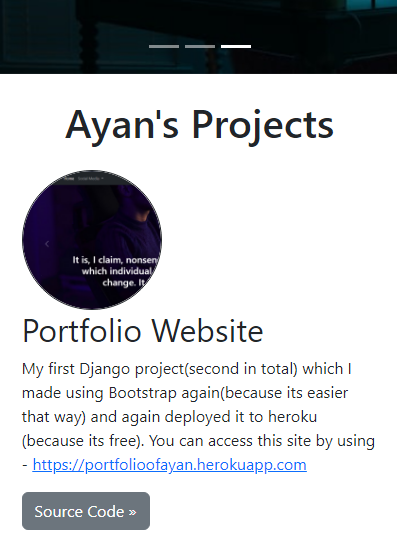 Ayan's Projects
It is, I claim, nonsen
which individual
change. It
Portfolio Website
My first Django project(second in total) which I
made using Bootstrap again(because its easier
that way) and again deployed it to heroku
(because its free). You can access this site by using
- https://portfolioofayan.herokuapp.com
Source Code »